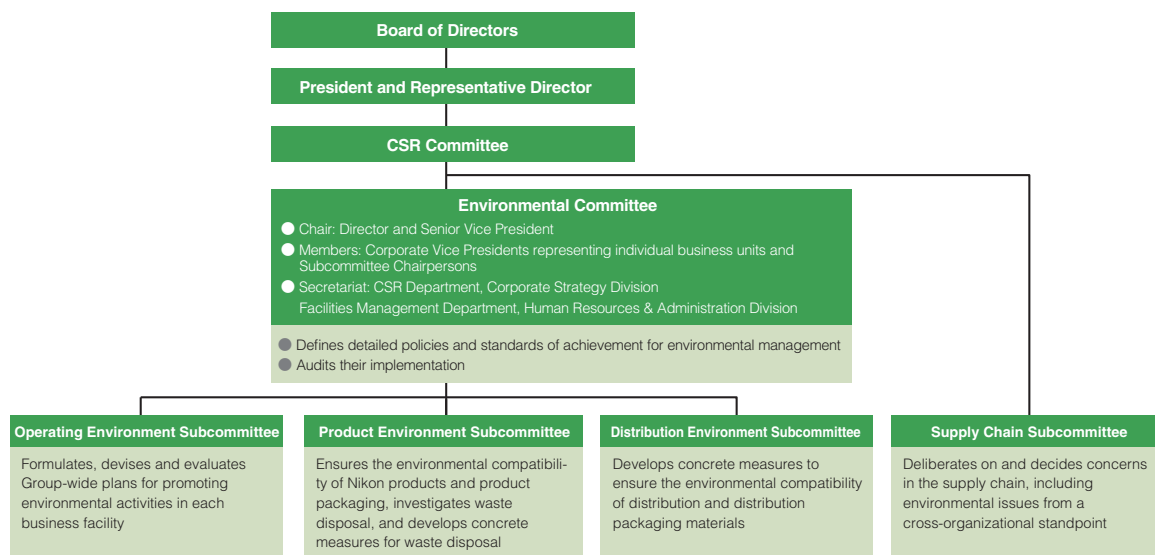 Board of Directors
President and Representative Director
CSR Committee
Environmental Committee
● Chair: Director and Senior Vice President
● Members: Corporate Vice Presidents representing individual business units and
Subcommittee Chairpersons
● Secretariat: CSR Department, Corporate Strategy Division
Facilities Management Department, Human Resources & Administration Division
● Defines detailed policies and standards of achievement for environmental management
● Audits their implementation
Operating Environment Subcommittee
Formulates, devises and evaluates
Group-wide plans for promoting
environmental activities in each
business facility
Product Environment Subcommittee
Ensures the environmental compatibili-
ty of Nikon products and product
packaging, investigates waste
disposal, and develops concrete
measures for waste disposal
Distribution Environment Subcommittee
Develops concrete measures to
ensure the environmental compatibility
of distribution and distribution
packaging materials
Supply Chain Subcommittee
Deliberates on and decides concerns
in the supply chain, including
environmental issues from a
cross-organizational standpoint